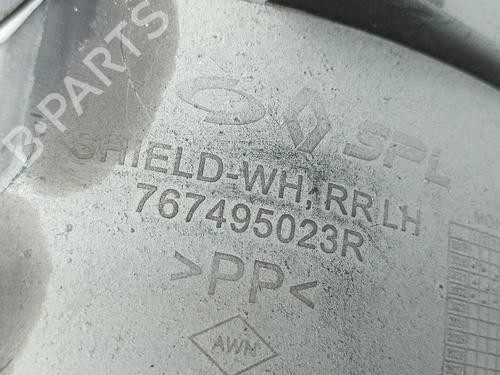 B-PARTS
SPL
SHIELD-WH, RR LH
767495023R
>PP<
AWN